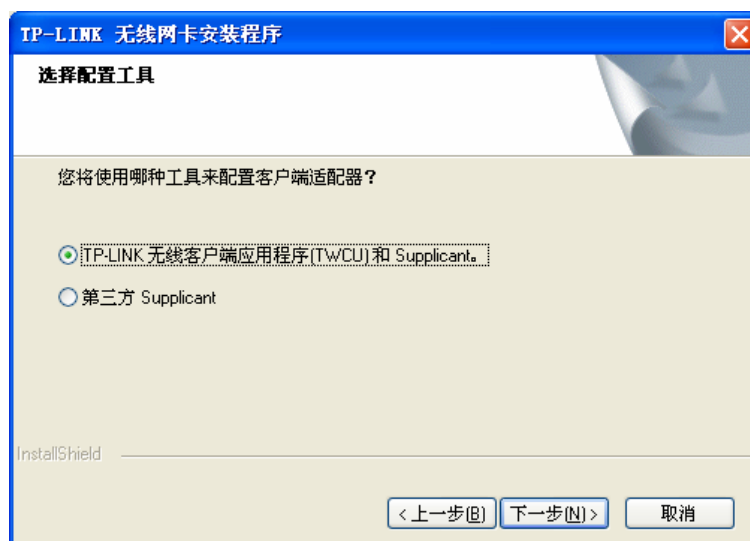 TP-LINK 无线网卡安装程序
选择配置工具
您将使用哪种工具来配置客户端适配器？
TP-LINK 无线客户端应用程序(TWCU)和 Supplicant。
第三方 Supplicant
InstallShield
<上一步(B) 下一步(N)> 取消